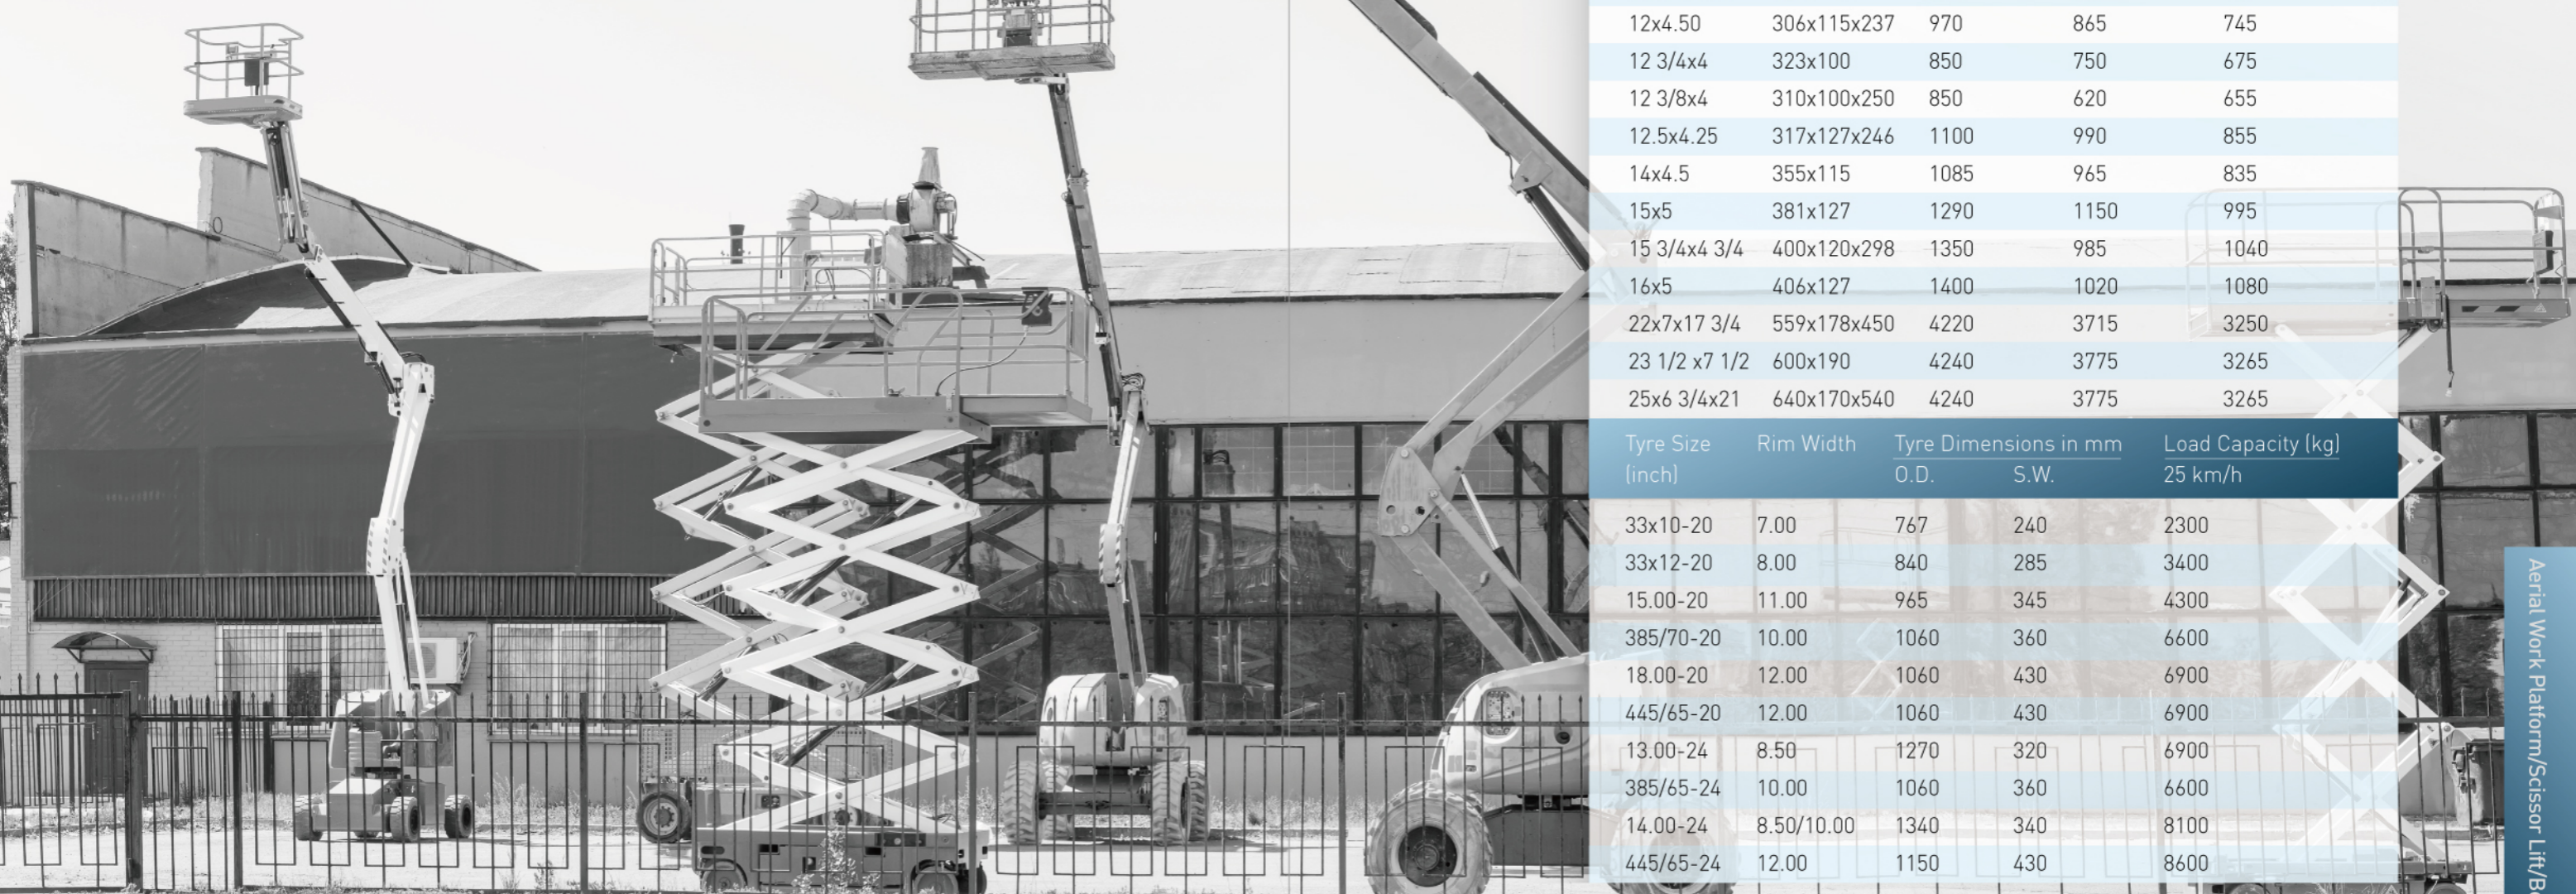 12x4.50 306x115x237 970 865 745
12 3/4x4 323x100 850 750 675
12 3/8x4 310x100x250 850 620 655
12.5x4.25 317x127x246 1100 990 855
14x4.5 355x115 1085 965 835
15x5 381x127 1290 1150 995
15 3/4x4 3/4 400x120x298 1350 985 1040
16x5 406x127 1400 1020 1080
22x7x17 3/4 559x178x450 4220 3715 3250
23 1/2 x7 1/2 600x190 4240 3775 3265
25x6 3/4x21 640x170x540 4240 3775 3265
Tyre Size Rim Width Tyre Dimensions in mm Load Capacity (kg)
(inch) O.D. S.W. 25 km/h
33x10-20 7.00 767 240 2300
33x12-20 8.00 840 285 3400
15.00-20 11.00 965 345 4300
385/70-20 10.00 1060 360 6600
18.00-20 12.00 1060 430 6900
445/65-20 12.00 1060 430 6900
13.00-24 8.50 1270 320 6900
385/65-24 10.00 1060 360 6600
14.00-24 8.50/10.00 1340 340 8100
445/65-24 12.00 1150 430 8600
Aerial Work Platform/Scissor Lift/B